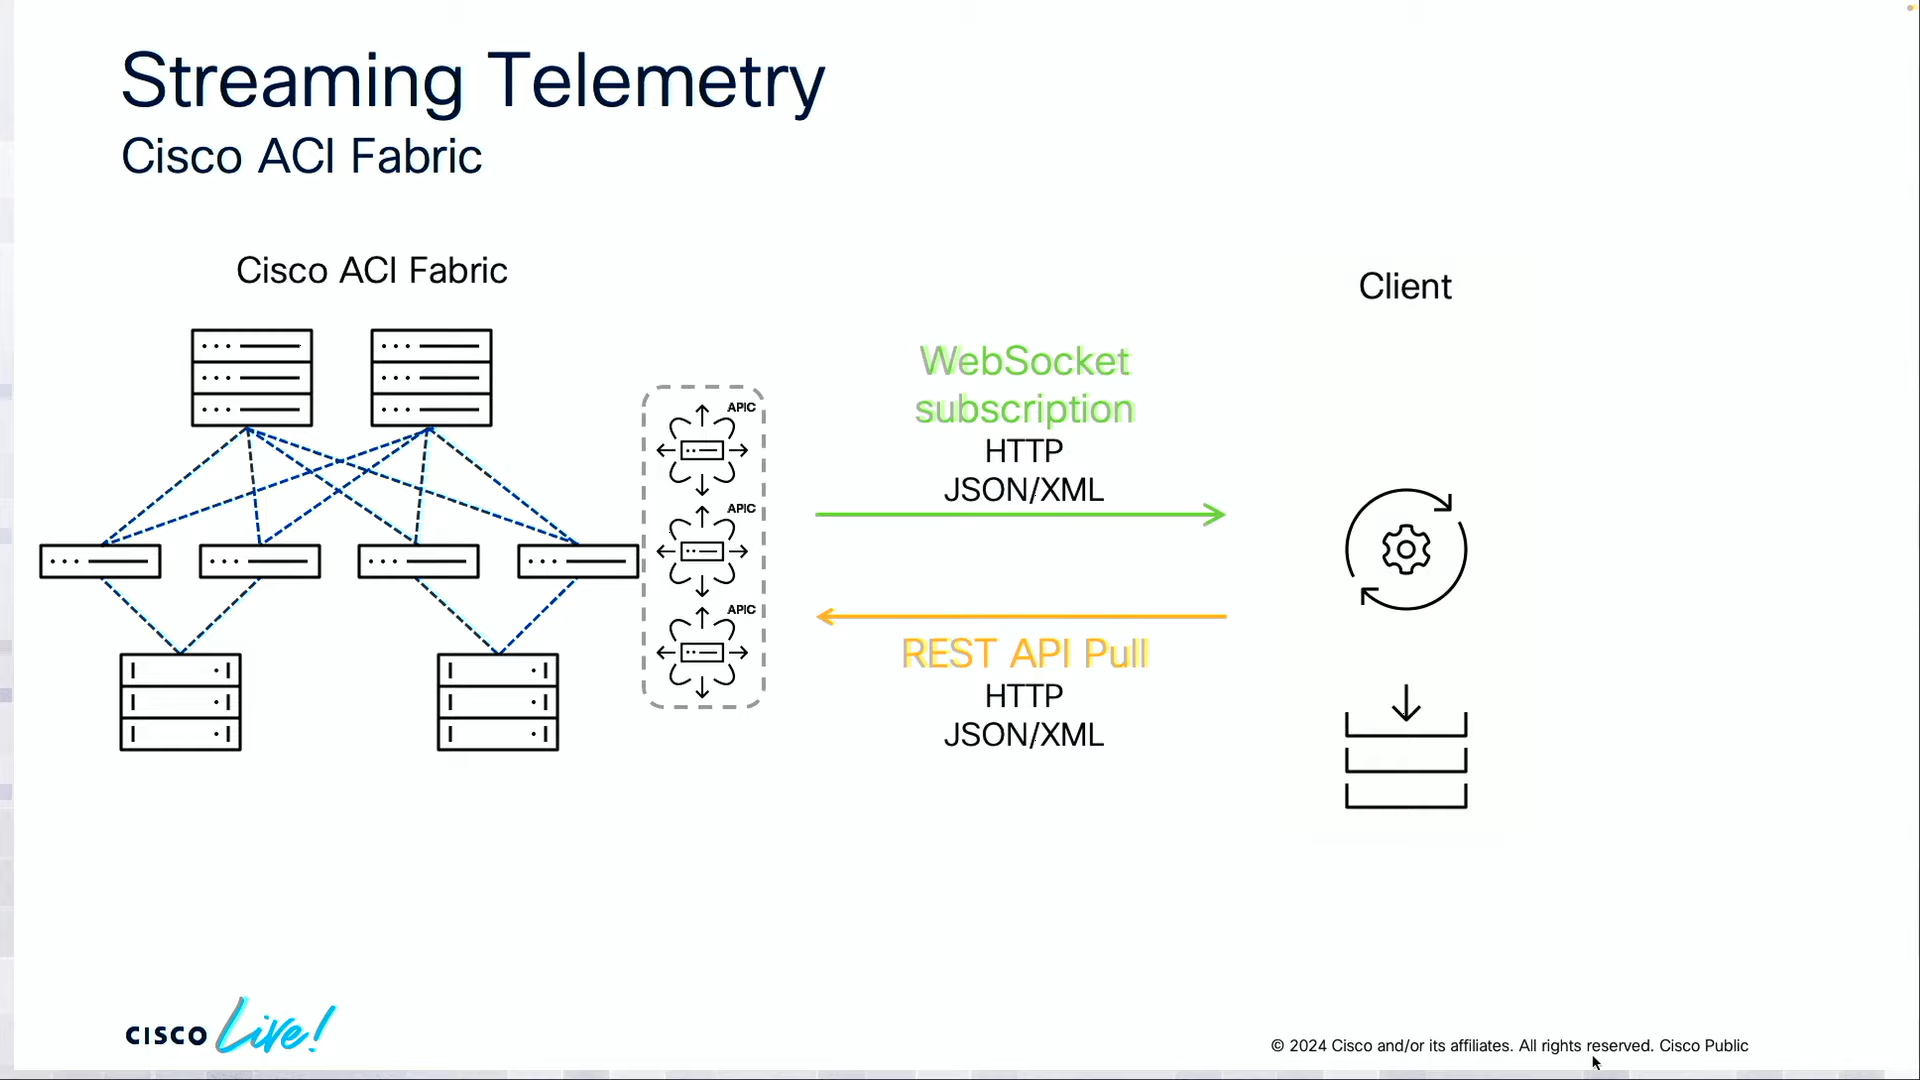 Streaming Telemetry
Cisco ACI Fabric
Cisco ACI Fabric
Client
WebSocket
subscription
HTTP
JSON/XML
APIC
APIC
APIC
REST API Pull
HTTP
JSON/XML
CISCO Live!
© 2024 Cisco and/or its affiliates. All rights reserved. Cisco Public